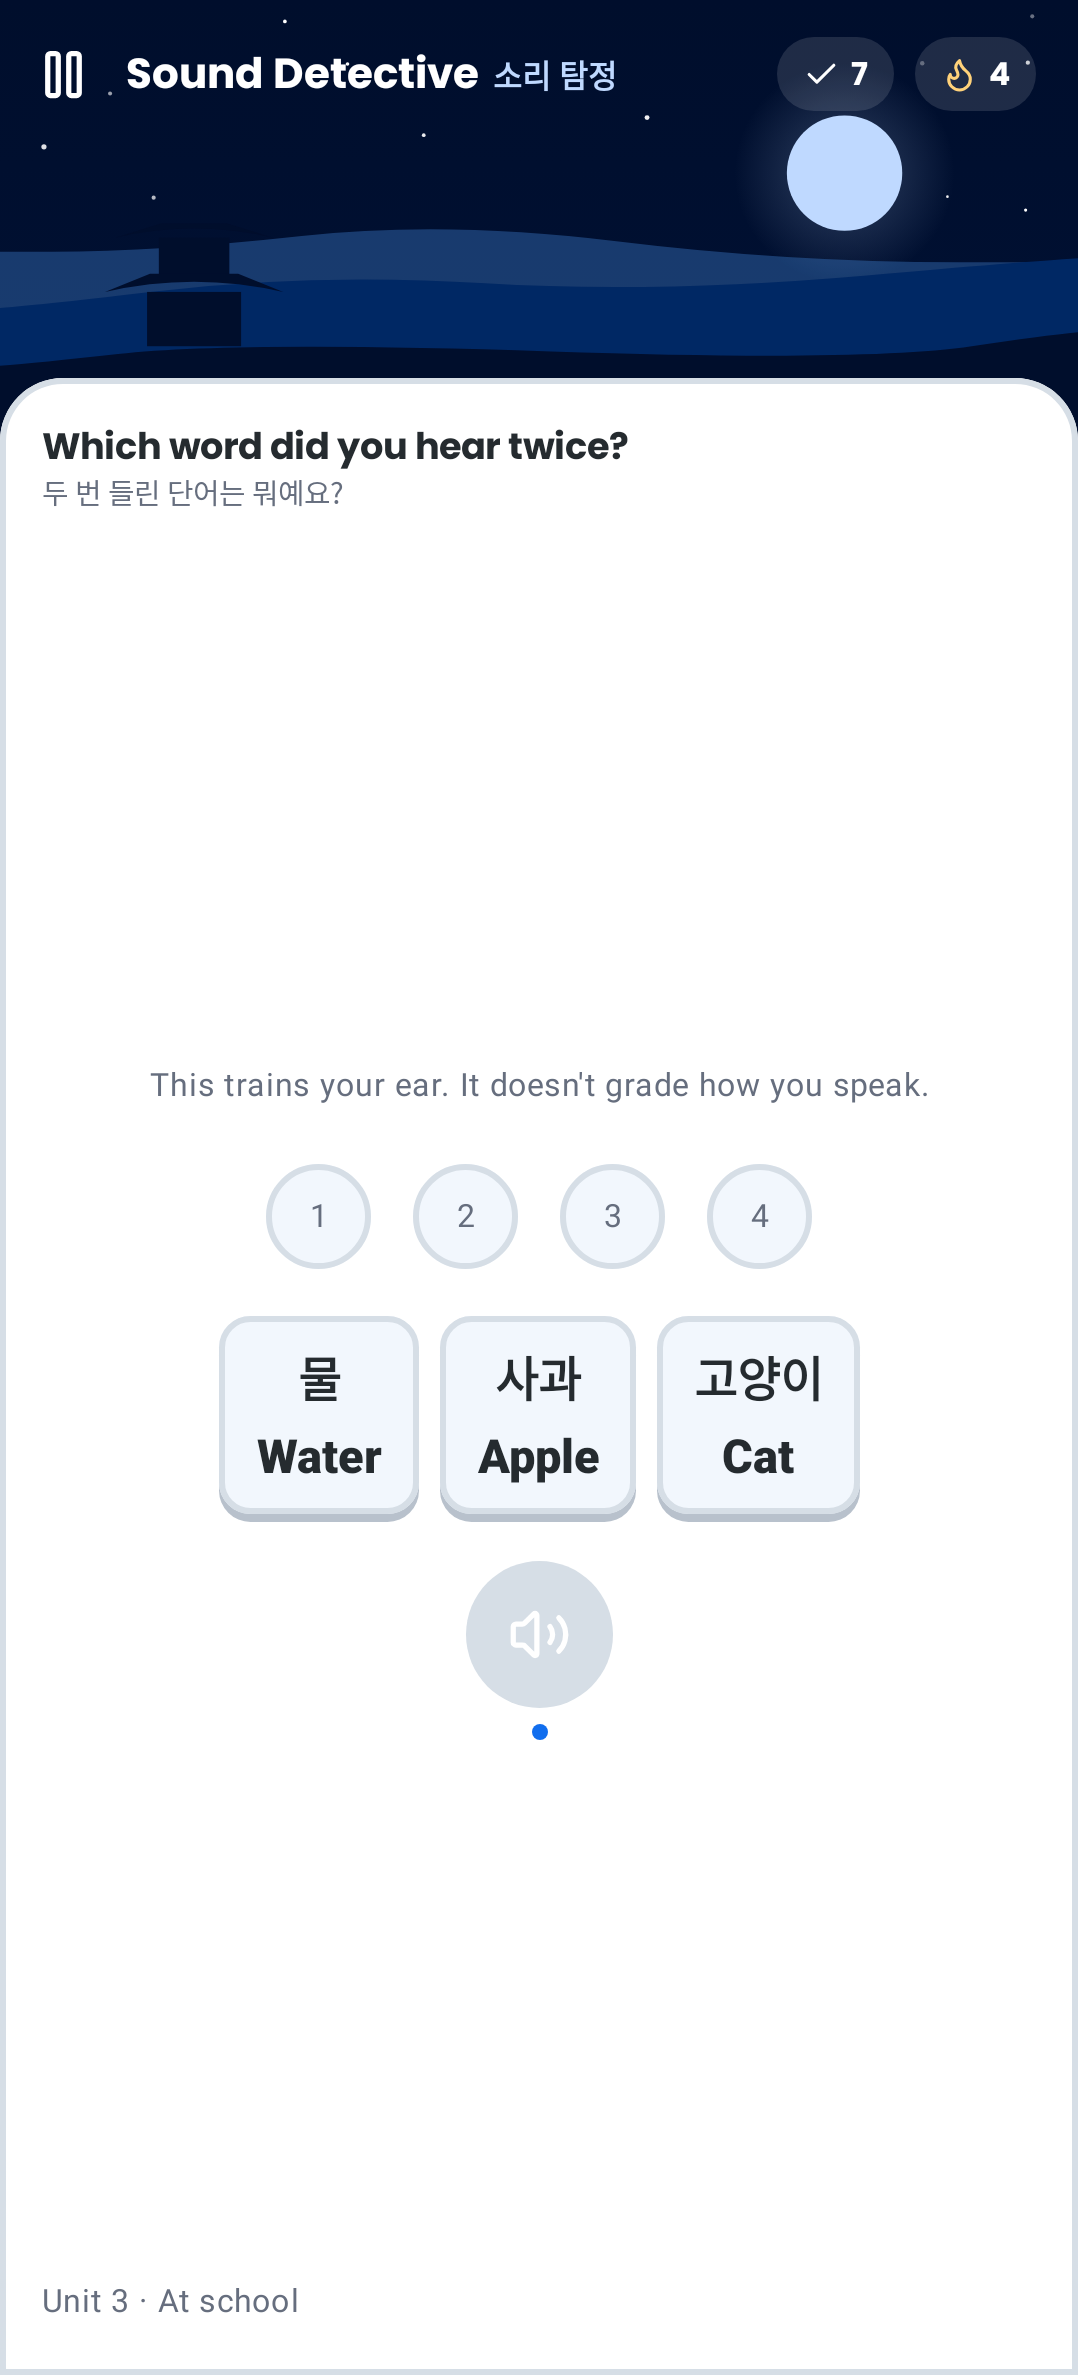 Sound Detective 소리 탐정 7 4
Which word did you hear twice?
두 번 들린 단어는 뭐예요?
This trains your ear. It doesn't grade how you speak.
1 2 3 4
물 사과 고양이
Water Apple Cat
Unit 3 · At school